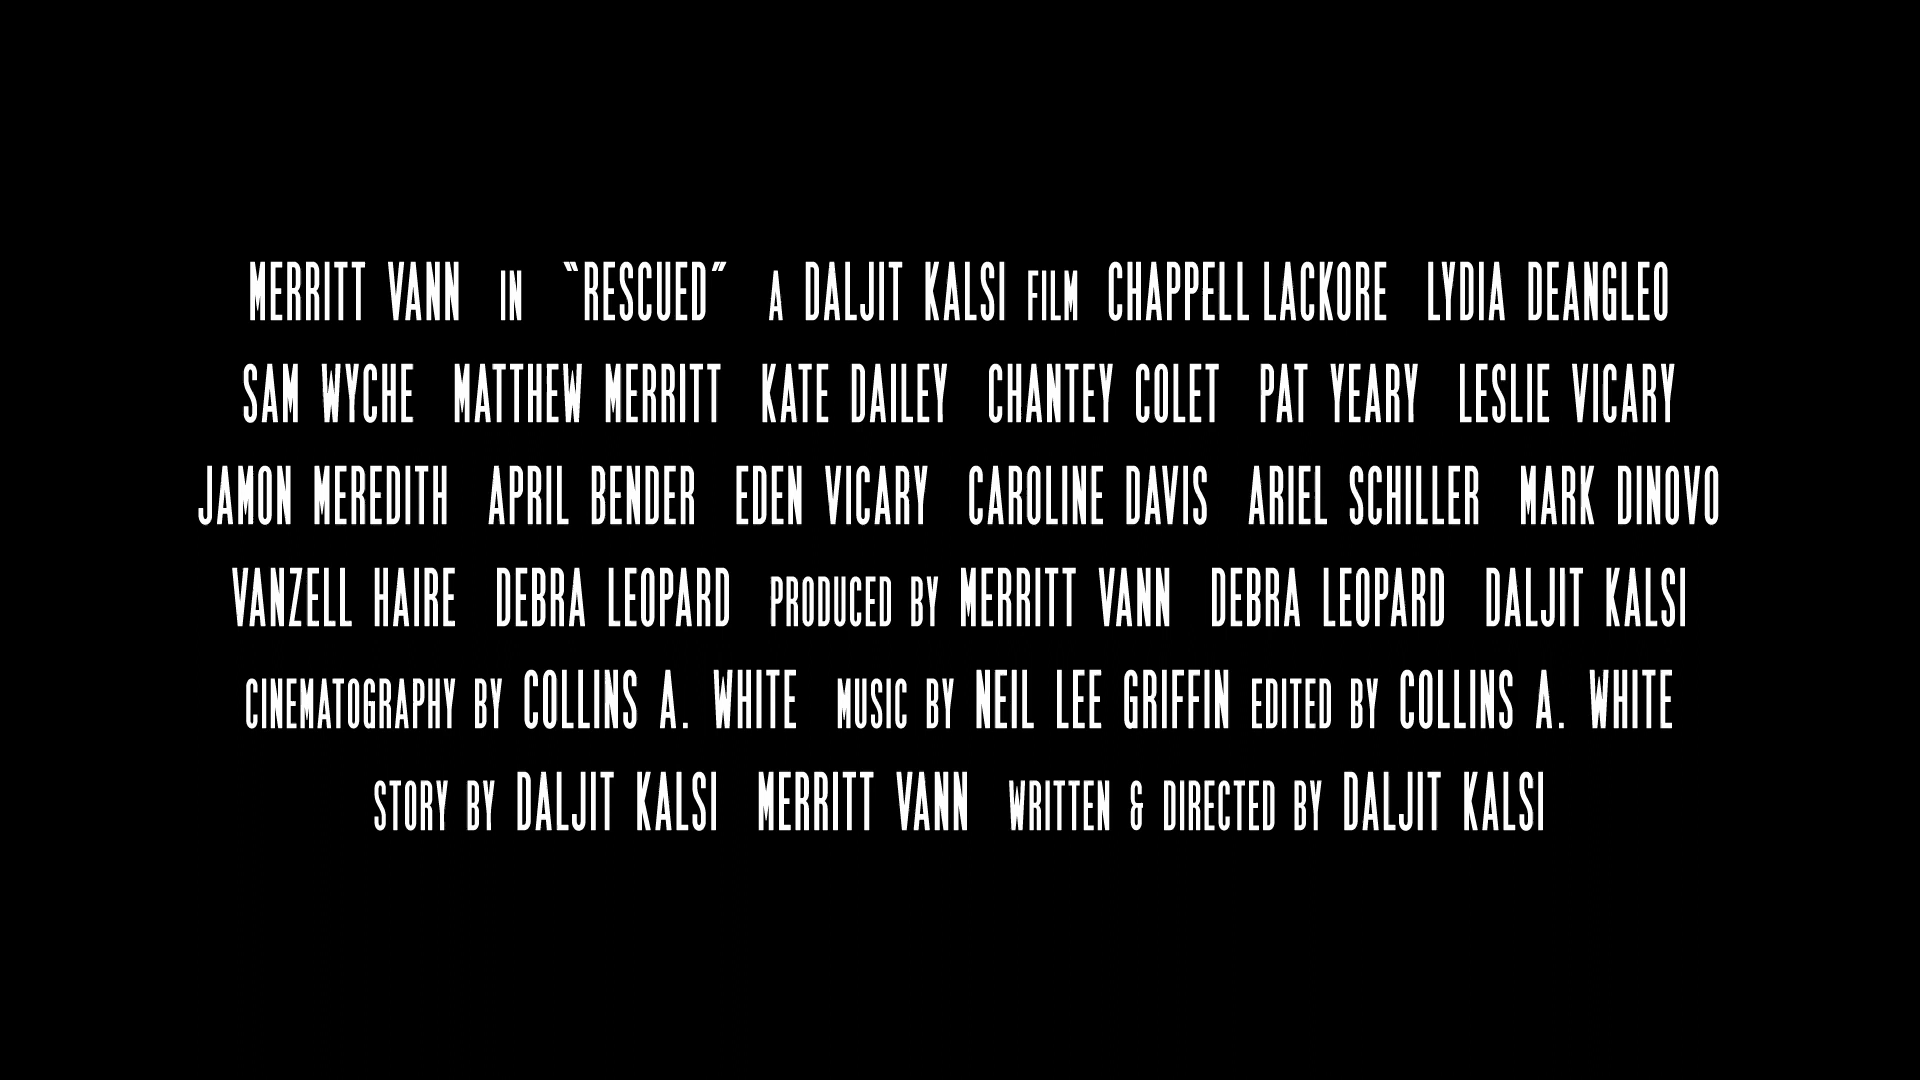 MERRITT VANN IN “RESCUED” A DALJIT KALSI FILM CHAPPELL LACKORE LYDIA DEANGLEO
SAM WYCHE MATTHEW MERRITT KATE DAILEY CHANTEY COLET PAT YEARY LESLIE VICARY
JAMON MEREDITH APRIL BENDER EDEN VICARY CAROLINE DAVIS ARIEL SCHILLER MARK DINOVO
VANZELL HAIRE DEBRA LEOPARD PRODUCED BY MERRITT VANN DEBRA LEOPARD DALJIT KALSI
CINEMATOGRAPHY BY COLLINS A. WHITE MUSIC BY NEIL LEE GRIFFIN EDITED BY COLLINS A. WHITE
STORY BY DALJIT KALSI MERRITT VANN WRITTEN & DIRECTED BY DALJIT KALSI